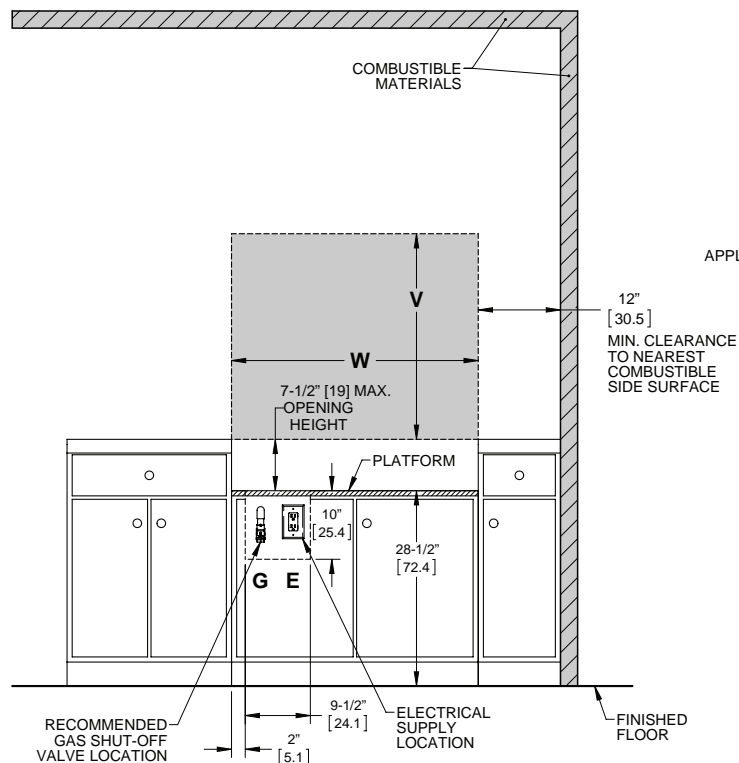 COMBUSTIBLE
MATERIALS
APPL
V
12”
[30.5]
MIN. CLEARANCE
TO NEAREST
COMBUSTIBLE
SIDE SURFACE
W
7-1/2” [19] MAX.
OPENING
HEIGHT
PLATFORM
10”
[25.4]
28-1/2”
[72.4]
G E
9-1/2”
[24.1]
2”
[5.1]
RECOMMENDED
GAS SHUT-OFF
VALVE LOCATION
ELECTRICAL
SUPPLY
LOCATION
FINISHED
FLOOR